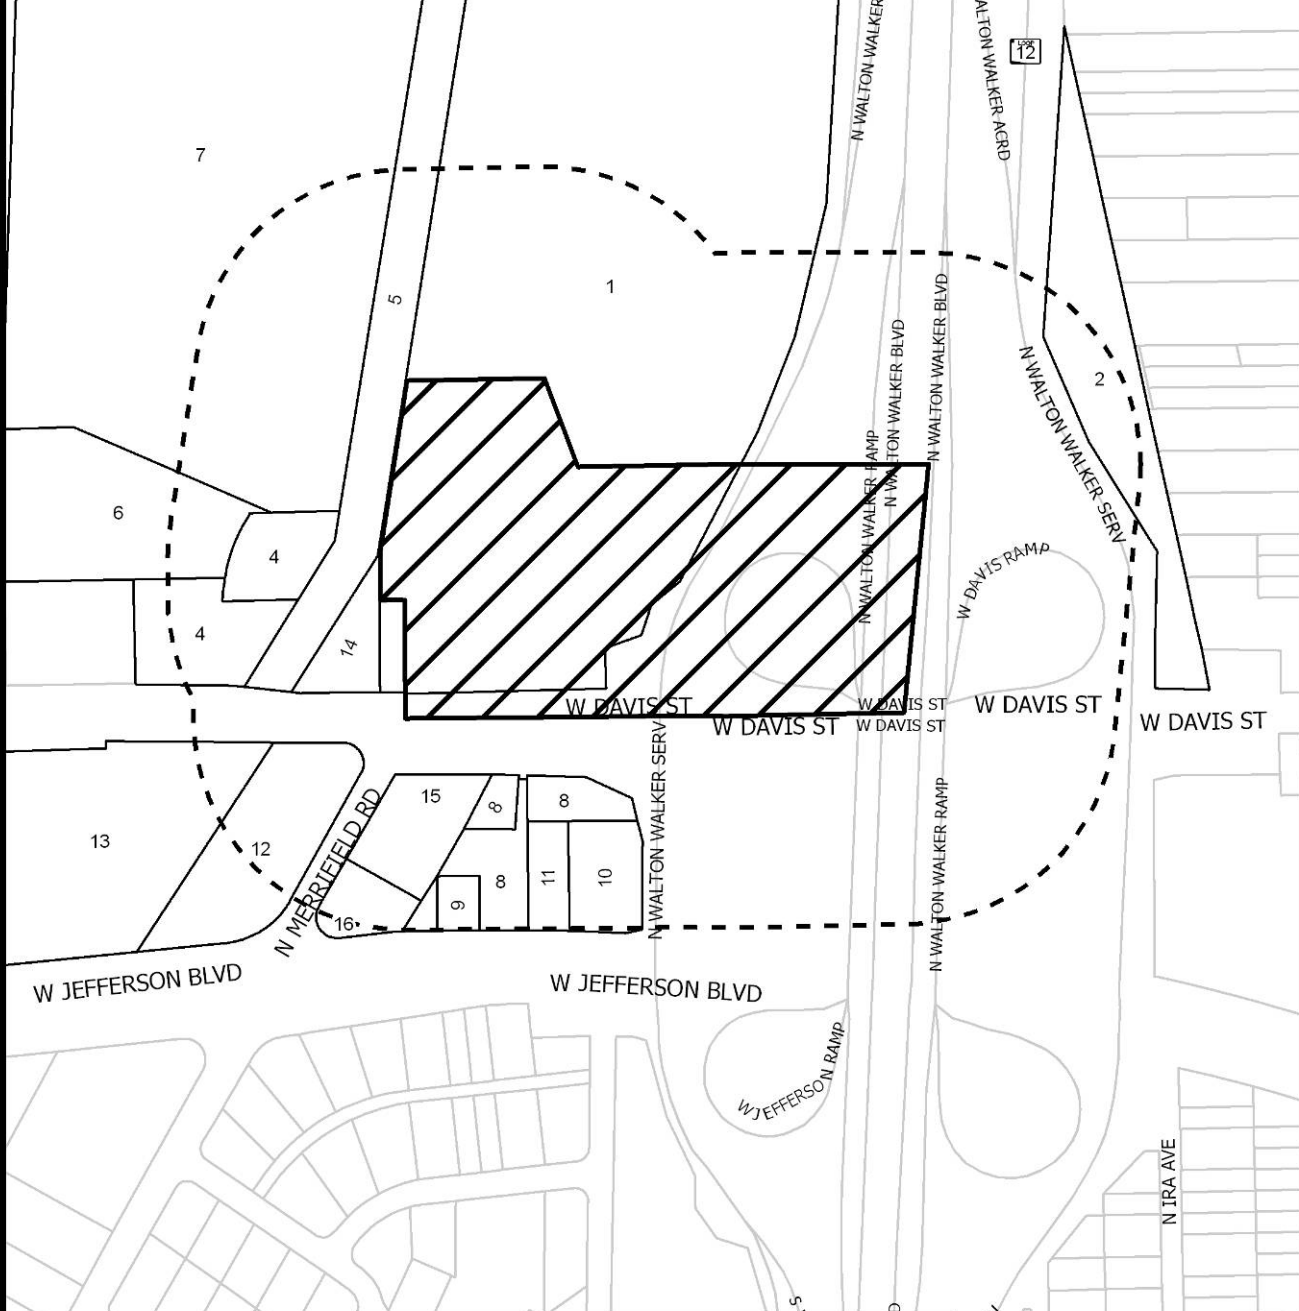 N WALTON WALKER
ALTON WALKER ACRD
LOOP
12
7
1
5
N WALTON WALKER BLVD
N WALTON WALKER BLVD
N WALTON WALKER RAMP
N WALTON WALKER SERV
2
6
4
W DAVIS RAMP
4
14
W DAVIS ST
W DAVIS ST
W DAVIS ST
W DAVIS ST
W DAVIS ST
W DAVIS ST
15
8
8
N WALTON WALKER SERV
N WALTON WALKER RAMP
13
12
N MERRIFIELD RD
8
11
10
9
16
W JEFFERSON BLVD
W JEFFERSON BLVD
W JEFFERSON RAMP
N IRA AVE